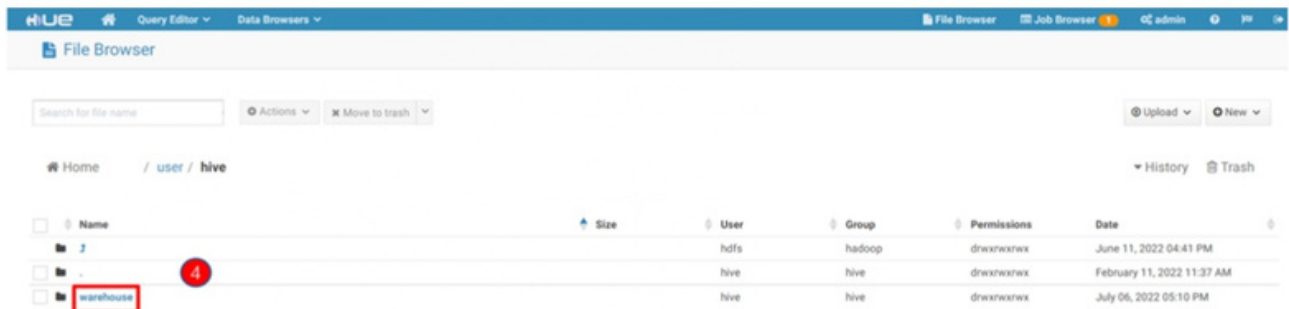 HUE Query Editor Data Browsers File Browser Job Browser 1 admin
File Browser
Search for file name Actions Move to trash Upload New
Home / user / hive History Trash
Name Size User Group Permissions Date
hdfs hadoop drwxrwxrwx June 11, 2022 04:41 PM
. 4 hive hive drwxrwxrwx February 11, 2022 11:37 AM
warehouse hive hive drwxrwxrwx July 06, 2022 05:10 PM